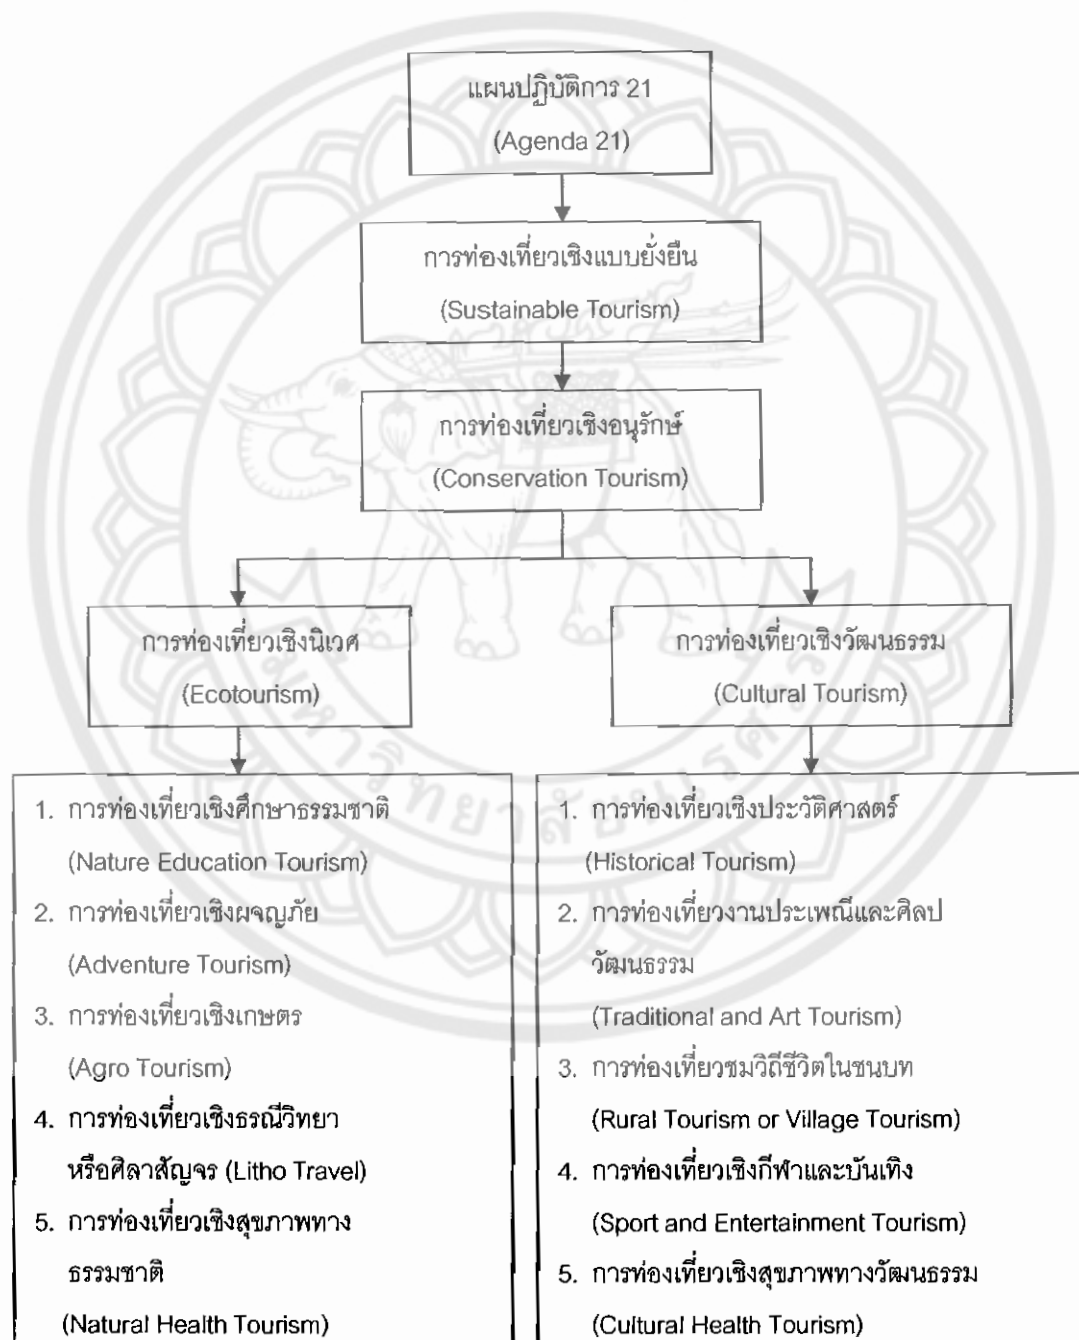 แผนปฏิบัติการ 21
(Agenda 21)
การท่องเที่ยวเชิงแบบยั่งยืน
(Sustainable Tourism)
การท่องเที่ยวเชิงอนุรักษ์
(Conservation Tourism)
การท่องเที่ยวเชิงนิเวศ
(Ecotourism)
การท่องเที่ยวเชิงวัฒนธรรม
(Cultural Tourism)
1. การท่องเที่ยวเชิงศึกษาธรรมชาติ
(Nature Education Tourism)
2. การท่องเที่ยวเชิงผจญภัย
(Adventure Tourism)
3. การท่องเที่ยวเชิงเกษตร
(Agro Tourism)
4. การท่องเที่ยวเชิงธรณีวิทยา
หรือศิลาสัญจร (Litho Travel)
5. การท่องเที่ยวเชิงสุขภาพทาง
ธรรมชาติ
(Natural Health Tourism)
1. การท่องเที่ยวเชิงประวัติศาสตร์
(Historical Tourism)
2. การท่องเที่ยวงานประเพณีและศิลป
วัฒนธรรม
(Traditional and Art Tourism)
3. การท่องเที่ยวชมวิถีชีวิตในชนบท
(Rural Tourism or Village Tourism)
4. การท่องเที่ยวเชิงกีฬาและบันเทิง
(Sport and Entertainment Tourism)
5. การท่องเที่ยวเชิงสุขภาพทางวัฒนธรรม
(Cultural Health Tourism)
มหาวิทยาลัยนเรศวร